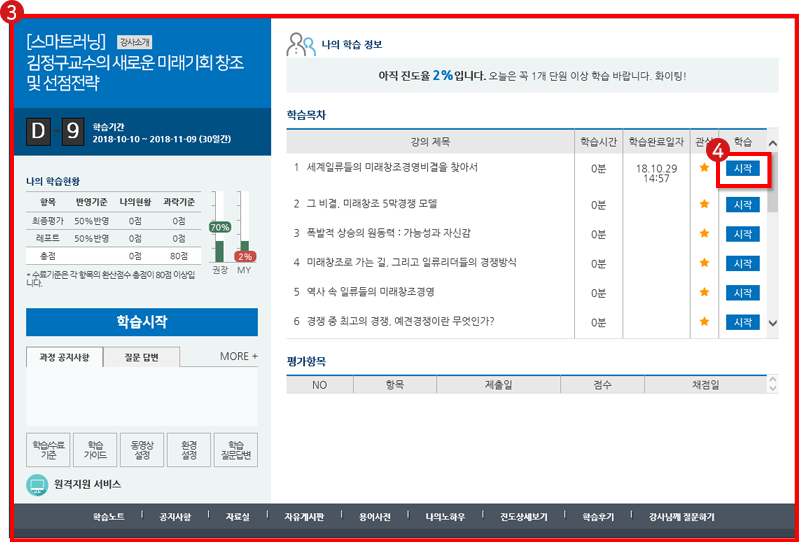 3
[스마트러닝] 강사소개
김정구교수의 새로운 미래기회 창조
및 선점전략
D - 9
학습기간
2018-10-10 ~ 2018-11-09 (30일간)
나의 학습현황
항목 반영기준 나의현황 과락기준
최종평가 50%반영 0점 0점
레포트 50%반영 0점 0점
총점 0점 80점
* 수료기준은 각 항목의 환산점수 총점이 80점 이상입
니다.
70%
2%
권장 MY
학습시작
과정 공지사항 질문 답변 MORE +
학습/수료
기준
학습
가이드
동영상
설정
환경
설정
학습
질문답변
원격지원 서비스
나의 학습 정보
아직 진도율 2%입니다. 오늘은 꼭 1개 단원 이상 학습 바랍니다. 화이팅!
학습목차
강의 제목 학습시간 학습완료일자 학습
4
1 세계일류들의 미래창조경영비결을 찾아서 0분 18.10.29
14:57 시작
2 그 비결, 미래창조 5막경쟁 모델 0분 시작
3 폭발적 상승의 원동력 : 가능성과 자신감 0분 시작
4 미래창조로 가는 길, 그리고 일류리더들의 경쟁방식 0분 시작
5 역사 속 일류들의 미래창조경영 0분 시작
6 경쟁 중 최고의 경쟁, 예견경쟁이란 무엇인가? 0분 시작
평가항목
NO 항목 제출일 점수 채점일
학습노트 공지사항 자료실 자유게시판 용어사전 나의노하우 진도상세보기 학습후기 강사님께 질문하기